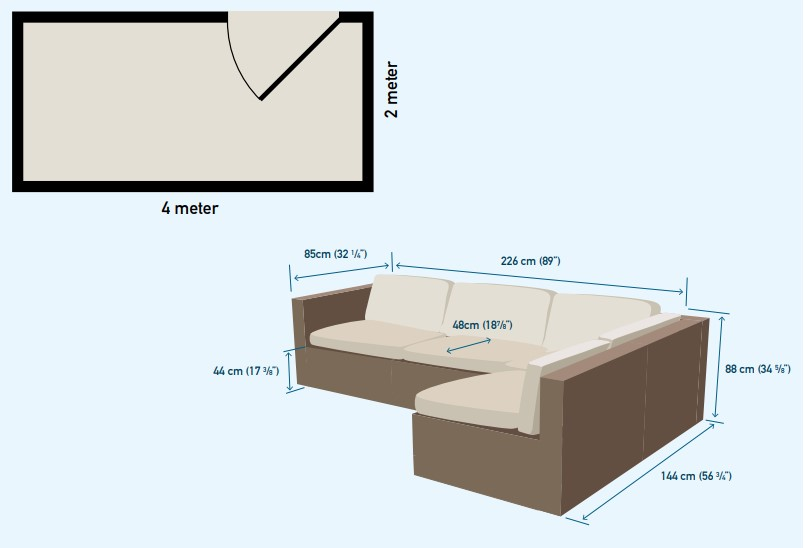 2 meter
4 meter
85cm (32 ¼")
226 cm (89")
48cm (18⅞")
44 cm (17 ⅜")
88 cm (34 ⅝")
144 cm (56 ¾")